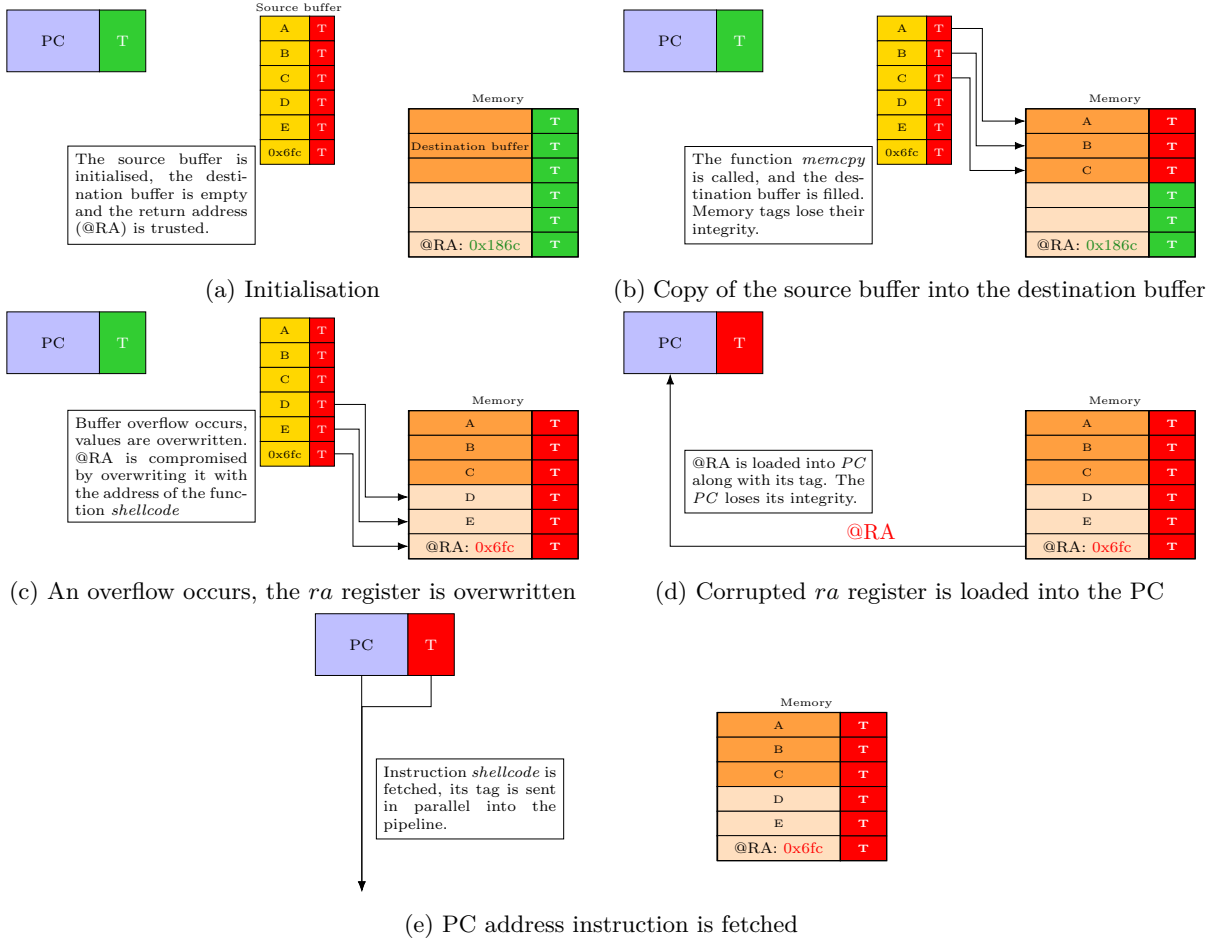 Source buffer
PC T
A T
B T
C T
D T
E T
0x6fc T
Memory
T
Destination buffer T
T
T
T
@RA: 0x186c T
The source buffer is
initialised, the desti-
nation buffer is empty
and the return address
(@RA) is trusted.
(a) Initialisation
PC T
A T
B T
C T
D T
E T
0x6fc T
Memory
A T
B T
C T
T
T
@RA: 0x186c T
The function memcpy
is called, and the des-
tination buffer is filled.
Memory tags lose their
integrity.
(b) Copy of the source buffer into the destination buffer
PC T
A T
B T
C T
D T
E T
0x6fc T
Memory
A T
B T
C T
D T
E T
@RA: 0x6fc T
Buffer overflow occurs,
values are overwritten.
@RA is compromised
by overwriting it with
the address of the func-
tion shellcode
(c) An overflow occurs, the ra register is overwritten
PC T
Memory
A T
B T
C T
D T
E T
@RA: 0x6fc T
@RA is loaded into PC
along with its tag. The
PC loses its integrity.
@RA
(d) Corrupted ra register is loaded into the PC
PC T
Memory
A T
B T
C T
D T
E T
@RA: 0x6fc T
Instruction shellcode is
fetched, its tag is sent
in parallel into the
pipeline.
(e) PC address instruction is fetched